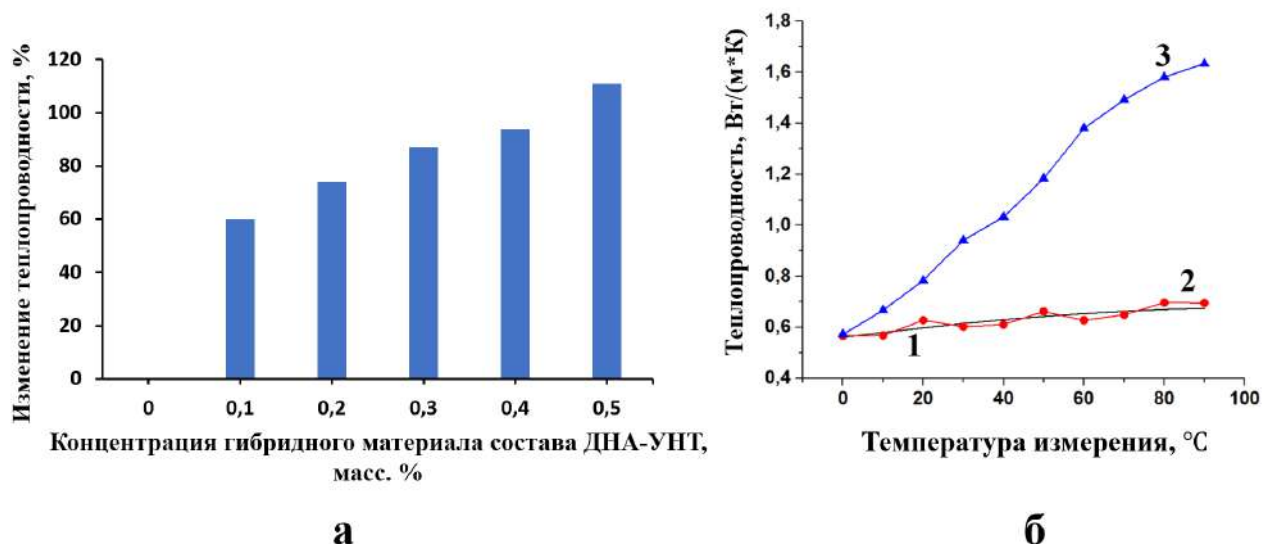 Изменение теплопроводности, %
120
100
80
60
40
20
0
0 0,1 0,2 0,3 0,4 0,5
Концентрация гибридного материала состава ДНА-УНТ,
масс. %
а
Теплопроводность, Вт/(м*К)
1,8
1,6
1,4
1,2
1,0
0,8
0,6
0,4
3
2
1
0 20 40 60 80 100
Температура измерения, °C
б